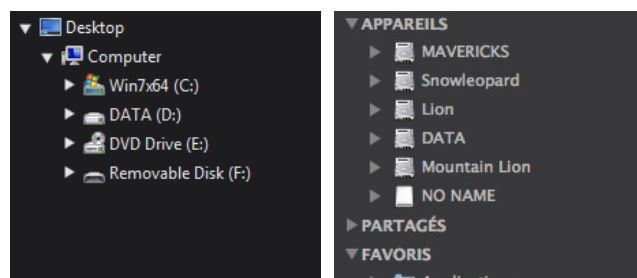 Desktop
Computer
Win7x64 (C:)
DATA (D:)
DVD Drive (E:)
Removable Disk (F:)
APPAREILS
MAVERICKS
Snowleopard
Lion
DATA
Mountain Lion
NO NAME
PARTAGÉS
FAVORIS